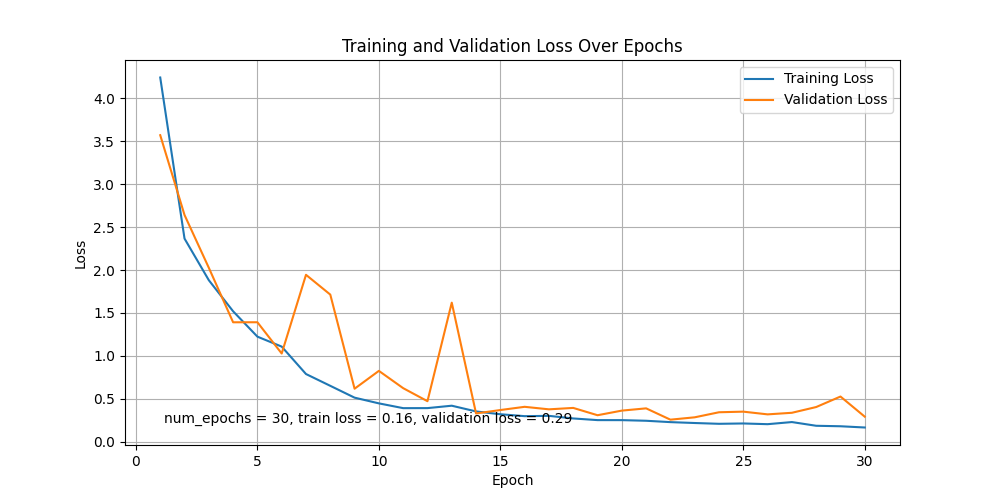 Training and Validation Loss Over Epochs
Training Loss
Validation Loss
Loss
4.0
3.5
3.0
2.5
2.0
1.5
1.0
0.5
0.0
num_epochs = 30, train loss = 0.16, validation loss = 0.29
0 5 10 15 20 25 30
Epoch